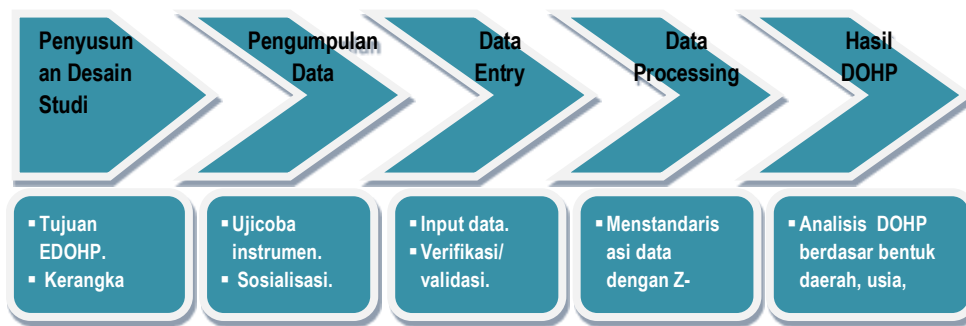 Penyusun
an Desain
Studi
Pengumpulan
Data
Data
Entry
Data
Processing
Hasil
DOHP
▪ Tujuan
EDOHP.
▪ Kerangka
▪ Ujicoba
instrumen.
▪ Sosialisasi.
▪ Input data.
▪ Verifikasi/
validasi.
▪ Menstandaris
asi data
dengan Z-
▪ Analisis DOHP
berdasar bentuk
daerah, usia,